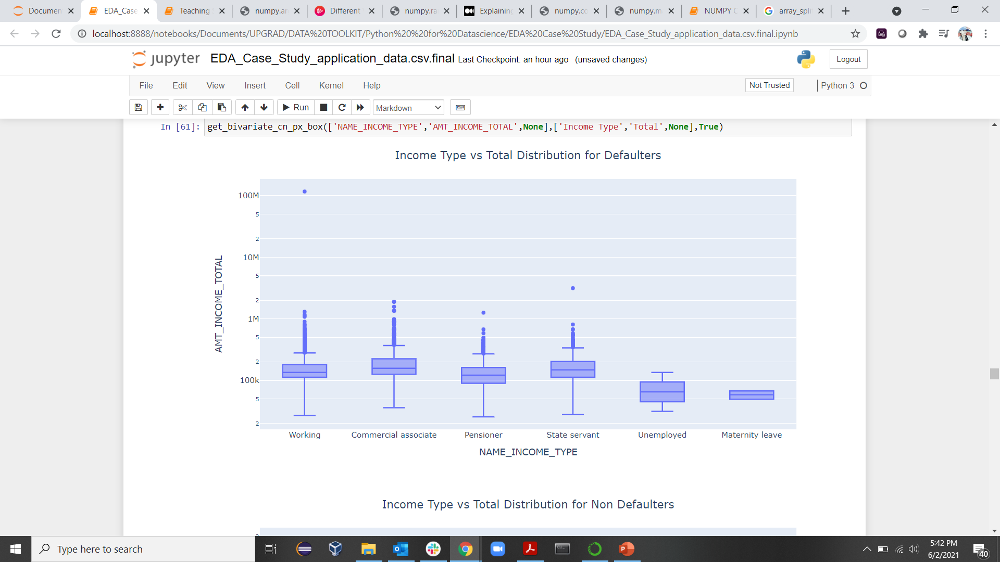 Documen EDA_Case Teaching numpy.ar Different numpy.ra Explaining numpy.co numpy.m NUMPY C array_spli
localhost:8888/notebooks/Documents/UPGRAD/DATA%20TOOLKIT/Python%20%20for%20Datascience/EDA%20Case%20Study/EDA_Case_Study_application_data.csv.final.ipynb
jupyter EDA_Case_Study_application_data.csv.final Last Checkpoint: an hour ago (unsaved changes) Logout
File Edit View Insert Cell Kernel Help Not Trusted Python 3
Run Markdown
In [61]: get_bivariate_cn_px_box(['NAME_INCOME_TYPE','AMT_INCOME_TOTAL',None],['Income Type','Total',None],True)
Income Type vs Total Distribution for Defaulters
100M
5
2
10M
5
2
1M
5
2
100k
5
2
AMT_INCOME_TOTAL
Working Commercial associate Pensioner State servant Unemployed Maternity leave
NAME_INCOME_TYPE
Income Type vs Total Distribution for Non Defaulters
Type here to search
5:42 PM
6/2/2021
40